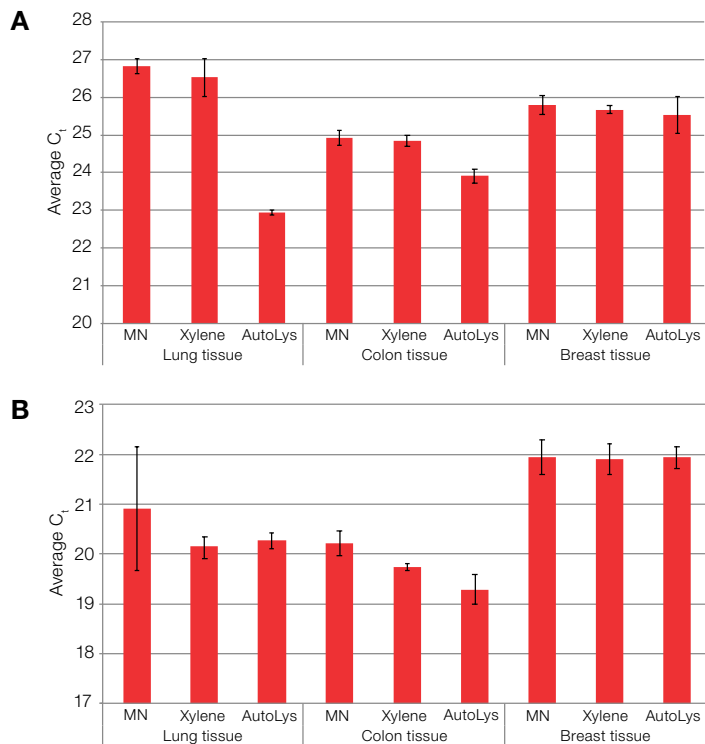 A
Average Ct
28
27
26
25
24
23
22
21
20
MN Xylene AutoLys MN Xylene AutoLys MN Xylene AutoLys
Lung tissue Colon tissue Breast tissue
B
Average Ct
23
22
21
20
19
18
17
MN Xylene AutoLys MN Xylene AutoLys MN Xylene AutoLys
Lung tissue Colon tissue Breast tissue